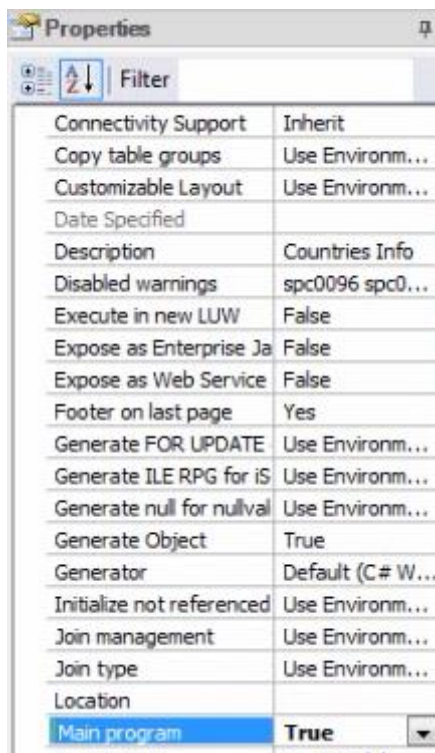 Properties
Filter
Connectivity Support Inherit
Copy table groups Use Environm...
Customizable Layout Use Environm...
Date Specified
Description Countries Info
Disabled warnings spc0096 spc0...
Execute in new LUW False
Expose as Enterprise Ja False
Expose as Web Service False
Footer on last page Yes
Generate FOR UPDATE Use Environm...
Generate ILE RPG for iS Use Environm...
Generate null for nullval Use Environm...
Generate Object True
Generator Default (C# W...
Initialize not referenced Use Environm...
Join management Use Environm...
Join type Use Environm...
Location
Main program True